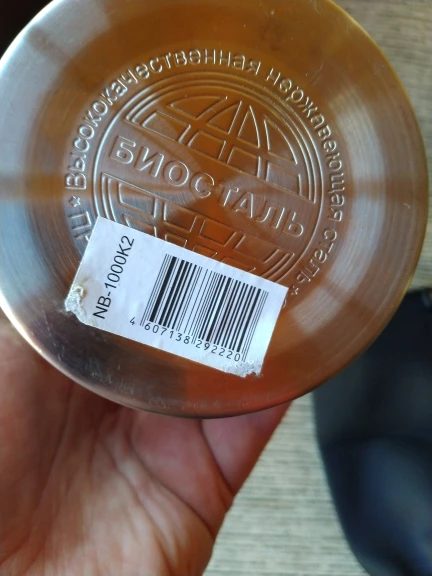 Высококачественная нержавеющая сталь
БИОСТАЛЬ
NB-1000K2
4 607138 292220